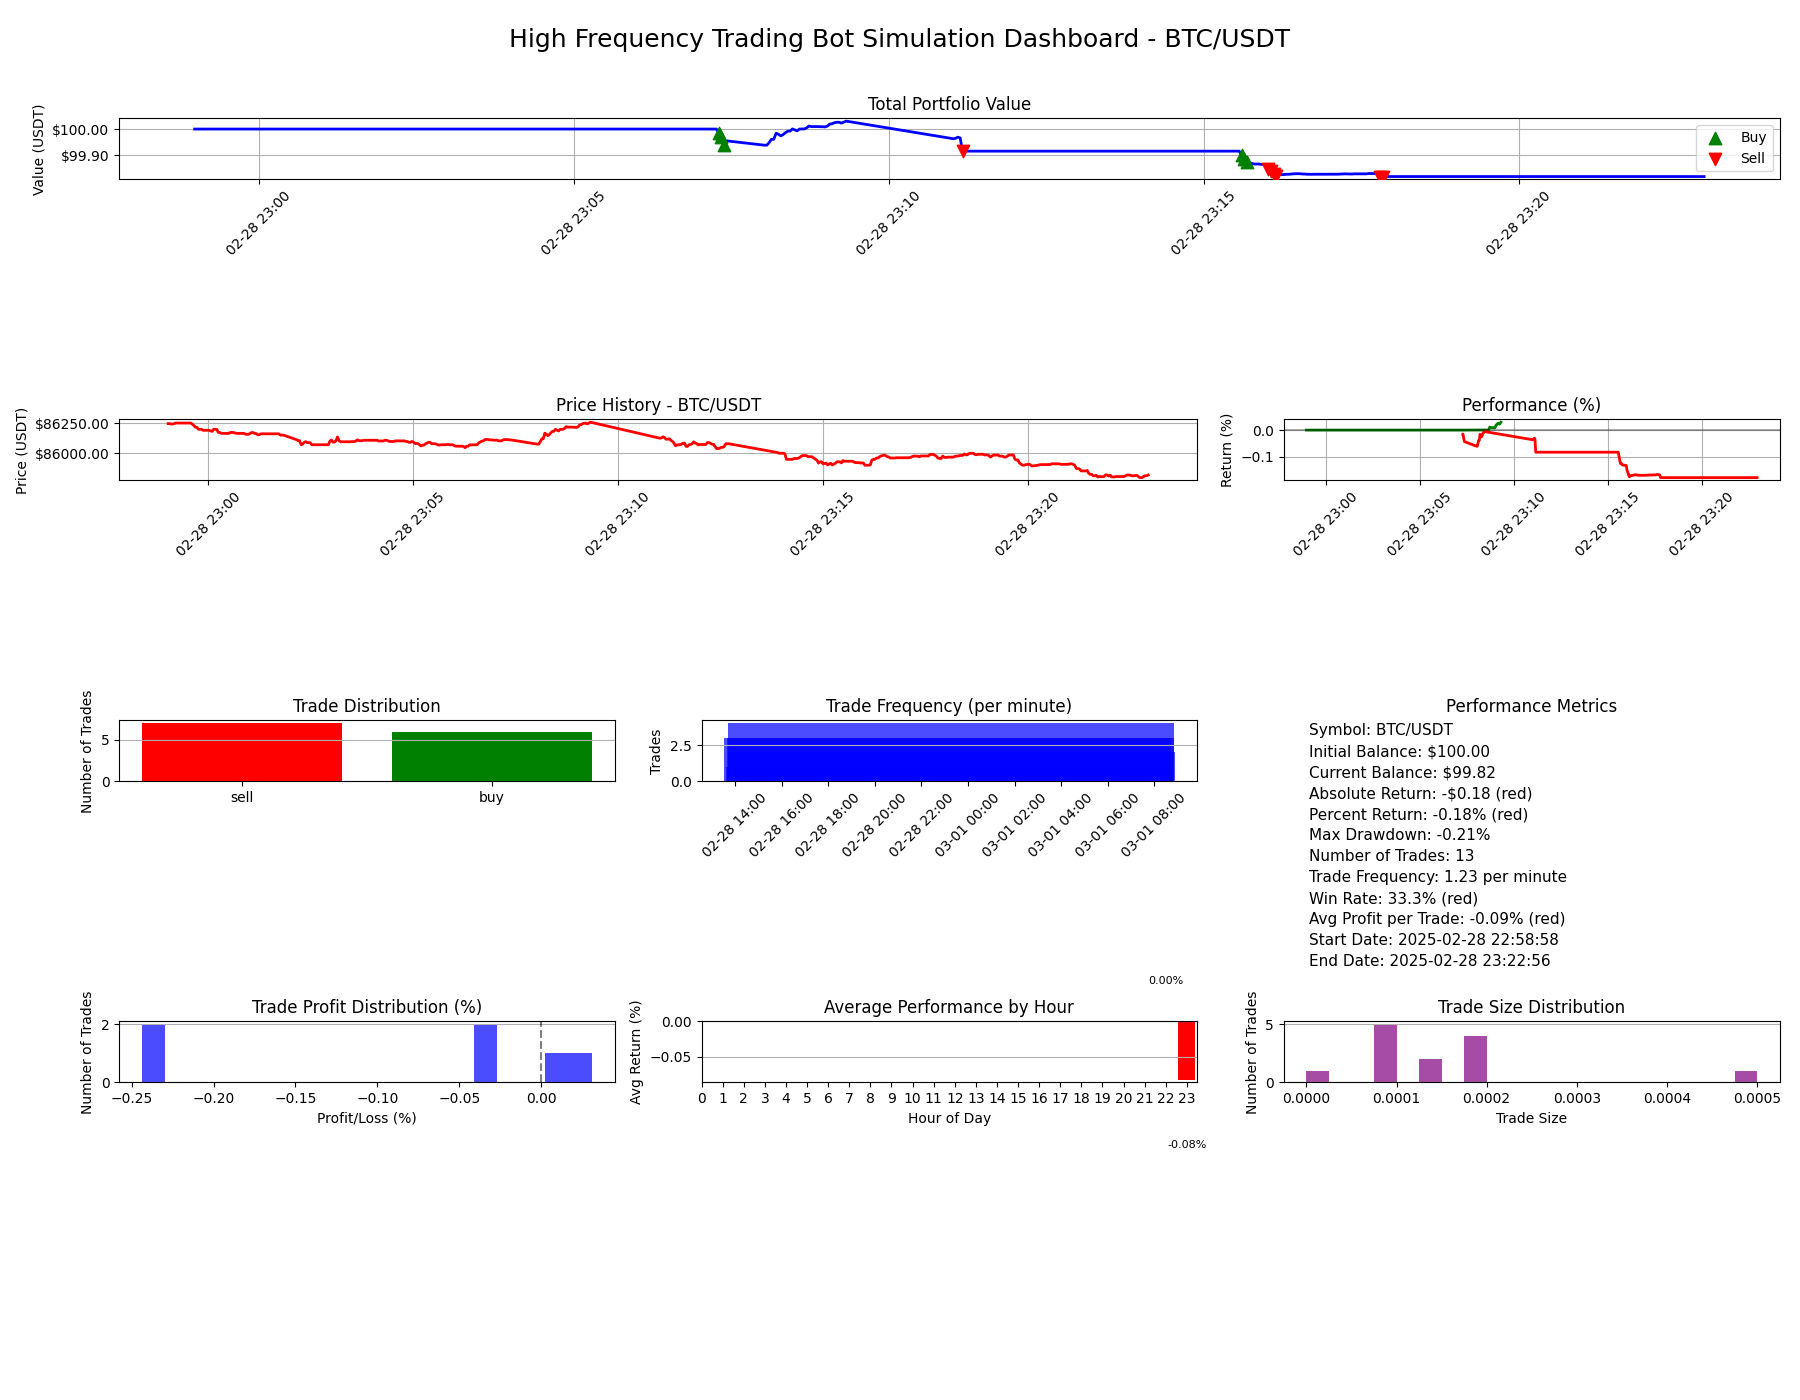 High Frequency Trading Bot Simulation Dashboard - BTC/USDT
Total Portfolio Value
Value (USDT)
$100.00
$99.90
Buy
Sell
02-28 23:00
02-28 23:05
02-28 23:10
02-28 23:15
02-28 23:20
Price History - BTC/USDT
Price (USDT)
$86250.00
$86000.00
02-28 23:00
02-28 23:05
02-28 23:10
02-28 23:15
02-28 23:20
Performance (%)
Return (%)
0.0
−0.1
02-28 23:00
02-28 23:05
02-28 23:10
02-28 23:15
02-28 23:20
Trade Distribution
Number of Trades
5
0
sell
buy
Trade Frequency (per minute)
Trades
2.5
0.0
02-28 14:00
02-28 16:00
02-28 18:00
02-28 20:00
02-28 22:00
03-01 00:00
03-01 02:00
03-01 04:00
03-01 06:00
03-01 08:00
Performance Metrics
Symbol: BTC/USDT
Initial Balance: $100.00
Current Balance: $99.82
Absolute Return: -$0.18 (red)
Percent Return: -0.18% (red)
Max Drawdown: -0.21%
Number of Trades: 13
Trade Frequency: 1.23 per minute
Win Rate: 33.3% (red)
Avg Profit per Trade: -0.09% (red)
Start Date: 2025-02-28 22:58:58
End Date: 2025-02-28 23:22:56
Trade Profit Distribution (%)
Number of Trades
2
0
−0.25
−0.20
−0.15
−0.10
−0.05
0.00
Profit/Loss (%)
0.00%
Average Performance by Hour
Avg Return (%)
0.00
−0.05
0 1 2 3 4 5 6 7 8 9 10 11 12 13 14 15 16 17 18 19 20 21 22 23
Hour of Day
-0.08%
Trade Size Distribution
Number of Trades
5
0
0.0000
0.0001
0.0002
0.0003
0.0004
0.0005
Trade Size